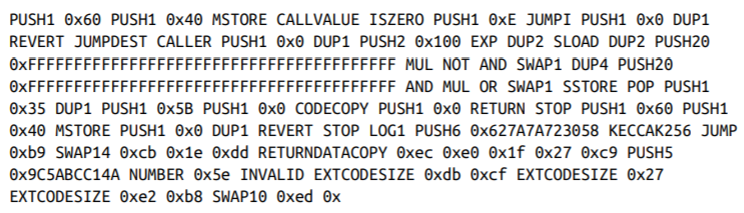 PUSH1 0x60 PUSH1 0x40 MSTORE CALLVALUE ISZERO PUSH1 0xE JUMPI PUSH1 0x0 DUP1
REVERT JUMPDEST CALLER PUSH1 0x0 DUP1 PUSH2 0x100 EXP DUP2 SLOAD DUP2 PUSH20
0xFFFFFFFFFFFFFFFFFFFFFFFFFFFFFFFFFFFFFFFF MUL NOT AND SWAP1 DUP4 PUSH20
0xFFFFFFFFFFFFFFFFFFFFFFFFFFFFFFFFFFFFFFFF AND MUL OR SWAP1 SSTORE POP PUSH1
0x35 DUP1 PUSH1 0x5B PUSH1 0x0 CODECOPY PUSH1 0x0 RETURN STOP PUSH1 0x60 PUSH1
0x40 MSTORE PUSH1 0x0 DUP1 REVERT STOP LOG1 PUSH6 0x627A7A723058 KECCAK256 JUMP
0xb9 SWAP14 0xcb 0x1e 0xdd RETURNDATACOPY 0xec 0xe0 0x1f 0x27 0xc9 PUSH5
0x9C5ABCC14A NUMBER 0x5e INVALID EXTCODESIZE 0xdb 0xcf EXTCODESIZE 0x27
EXTCODESIZE 0xe2 0xb8 SWAP10 0xed 0x